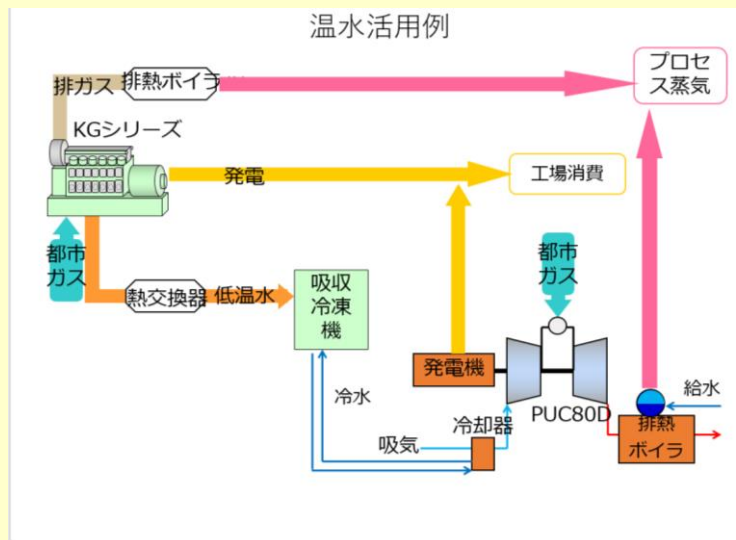 温水活用例
排ガス
排熱ボイラ
プロセ
ス蒸気
KGシリーズ
発電
工場消費
都市
ガス
熱交換器
低温水
吸収
冷凍
機
都市
ガス
発電機
PUC80D
冷水
冷却器
吸気
給水
排熱
ボイラ